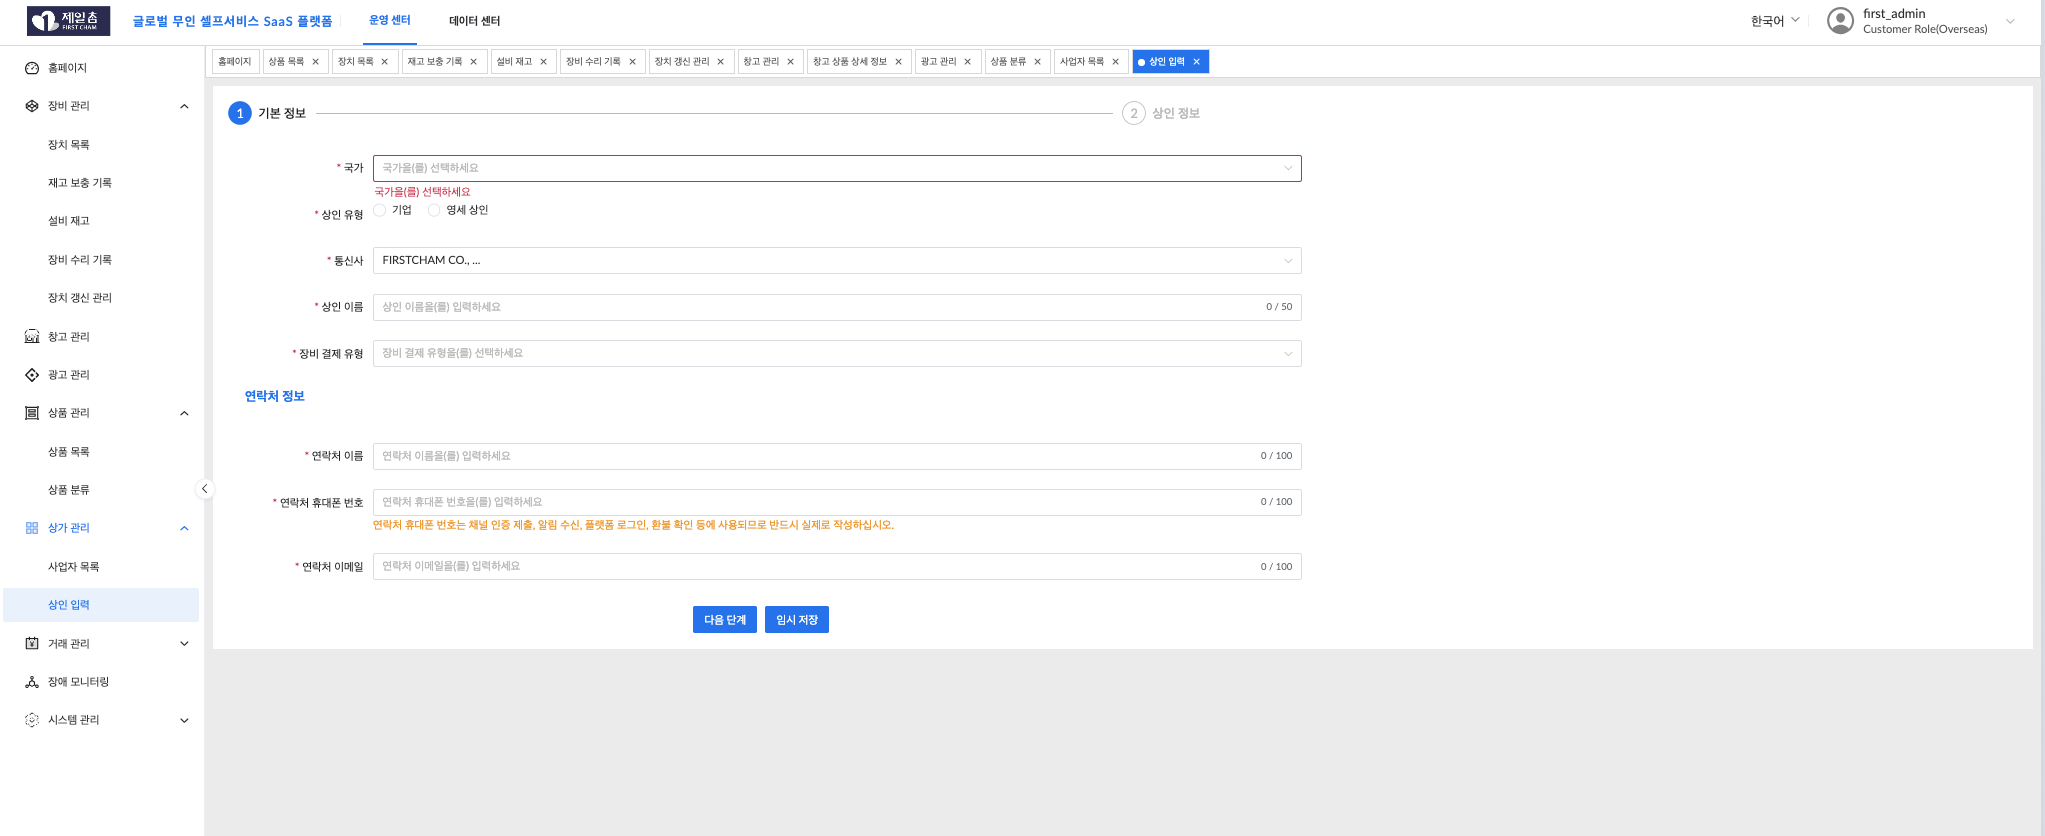 제일참 FIRST CHAM
글로벌 무인 셀프서비스 SaaS 플랫폼
운영 센터
데이터 센터
한국어
first_admin
Customer Role(Overseas)
홈페이지
상품 목록
장치 목록
재고 보충 기록
설비 재고
장비 수리 기록
장치 갱신 관리
창고 관리
창고 상품 상세 정보
광고 관리
상품 분류
사업자 목록
상인 입력
홈페이지
장비 관리
장치 목록
재고 보충 기록
설비 재고
장비 수리 기록
장치 갱신 관리
창고 관리
광고 관리
상품 관리
상품 목록
상품 분류
상가 관리
사업자 목록
상인 입력
거래 관리
장애 모니터링
시스템 관리
1 기본 정보
2 상인 정보
* 국가
국가을(를) 선택하세요
국가을(를) 선택하세요
* 상인 유형
기업
영세 상인
* 통신사
FIRSTCHAM CO., ...
* 상인 이름
상인 이름을(를) 입력하세요
0 / 50
* 장비 결제 유형
장비 결제 유형을(를) 선택하세요
연락처 정보
* 연락처 이름
연락처 이름을(를) 입력하세요
0 / 100
* 연락처 휴대폰 번호
연락처 휴대폰 번호을(를) 입력하세요
0 / 100
연락처 휴대폰 번호는 채널 인증 제출, 알림 수신, 플랫폼 로그인, 환불 확인 등에 사용되므로 반드시 실제로 작성하십시오.
* 연락처 이메일
연락처 이메일을(를) 입력하세요
0 / 100
다음 단계
임시 저장